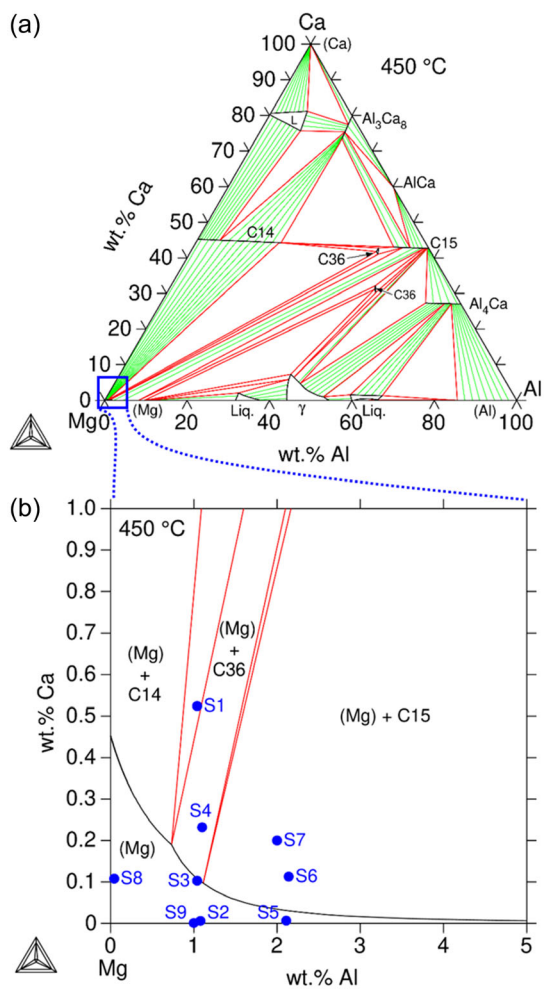 (a)
Ca
100
(Ca)
450 °C
90
80
L
Al₃Ca₈
70
60
AlCa
wt.% Ca
50
C14
C15
40
C36
30
C36
Al₄Ca
20
10
0
Al
Mg
0
(Mg)
20
Liq.
40
γ
60
Liq.
80
(Al)
100
wt.% Al
(b)
1.0
450 °C
0.9
0.8
0.7
(Mg)
+
C36
0.6
(Mg)
+
C14
wt.% Ca
0.5
S1
(Mg) + C15
0.4
0.3
S4
0.2
S7
(Mg)
0.1
S8
S3
S6
S9
S2
S5
0
0
1
2
3
4
5
Mg
wt.% Al